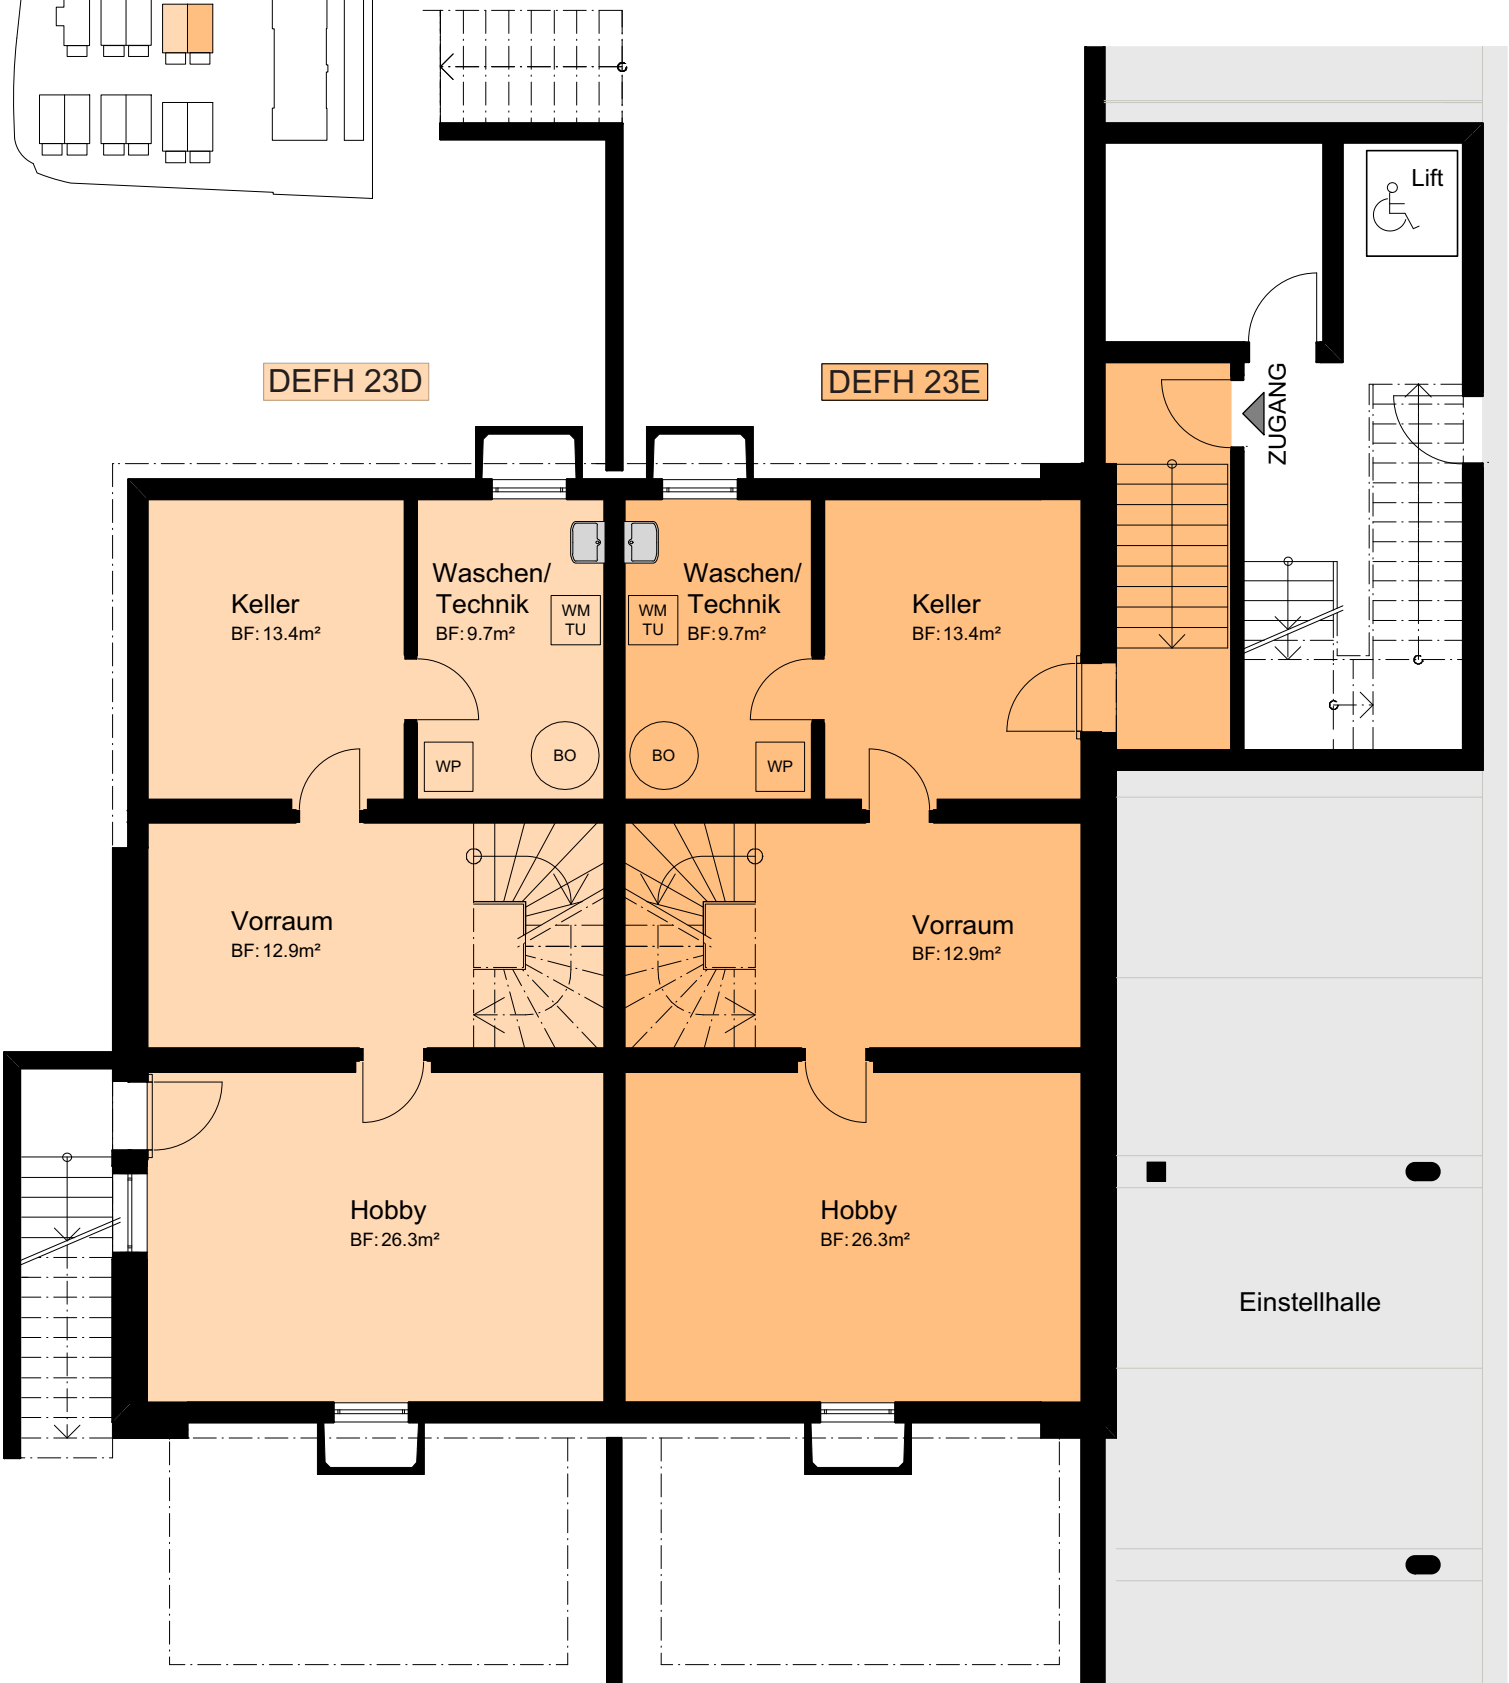 Lift
DEFH 23D
DEFH 23E
ZUGANG
Keller
BF: 13.4m²
Waschen/
Technik
BF: 9.7m²
WM
TU
WP
BO
Waschen/
Technik
BF: 9.7m²
WM
TU
BO
WP
Keller
BF: 13.4m²
Vorraum
BF: 12.9m²
Vorraum
BF: 12.9m²
Hobby
BF: 26.3m²
Hobby
BF: 26.3m²
Einstellhalle